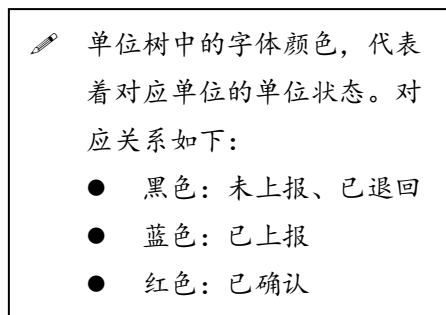 单位树中的字体颜色，代表
着对应单位的单位状态。对
应关系如下：
● 黑色：未上报、已退回
● 蓝色：已上报
● 红色：已确认